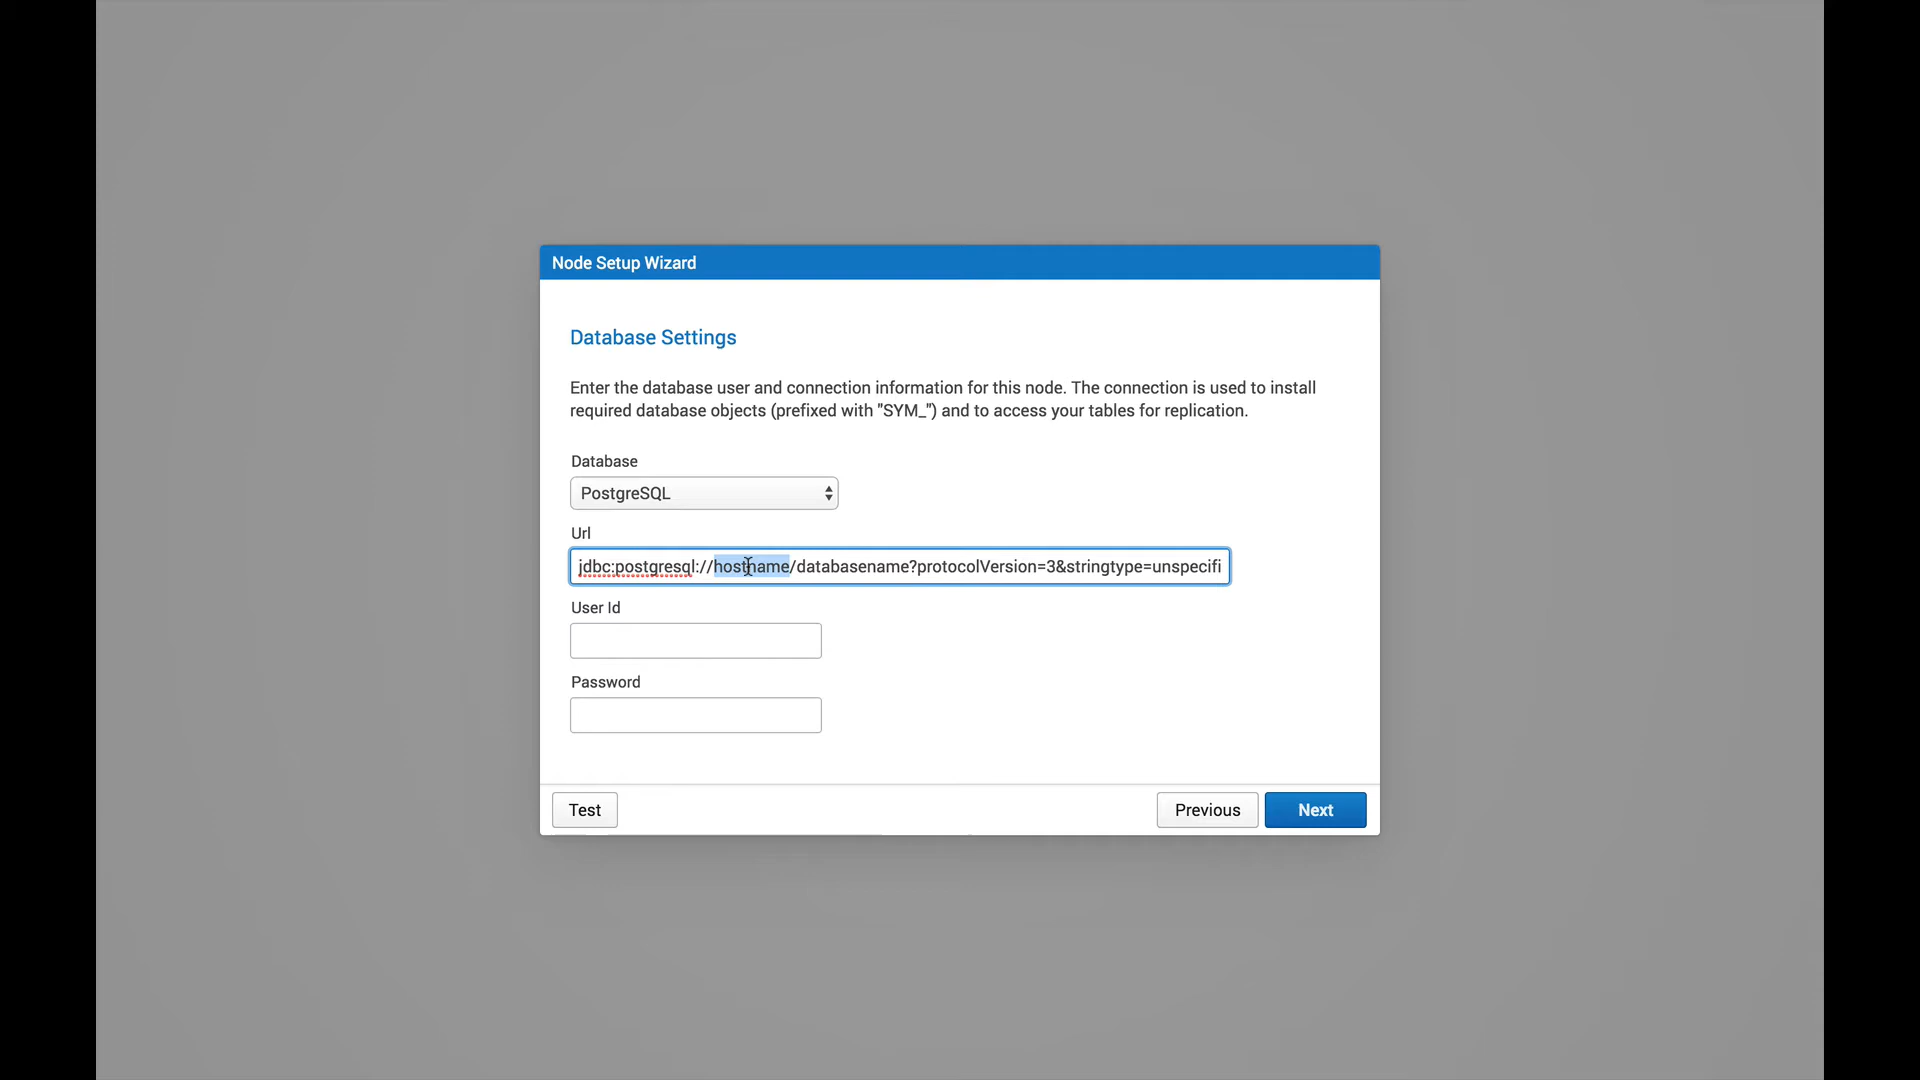 Node Setup Wizard
Database Settings
Enter the database user and connection information for this node. The connection is used to install
required database objects (prefixed with "SYM_") and to access your tables for replication.
Database
PostgreSQL
Url
jdbc:postgresql://hostname/databasename?protocolVersion=3&stringtype=unspecifi
User Id
Password
Test
Previous
Next